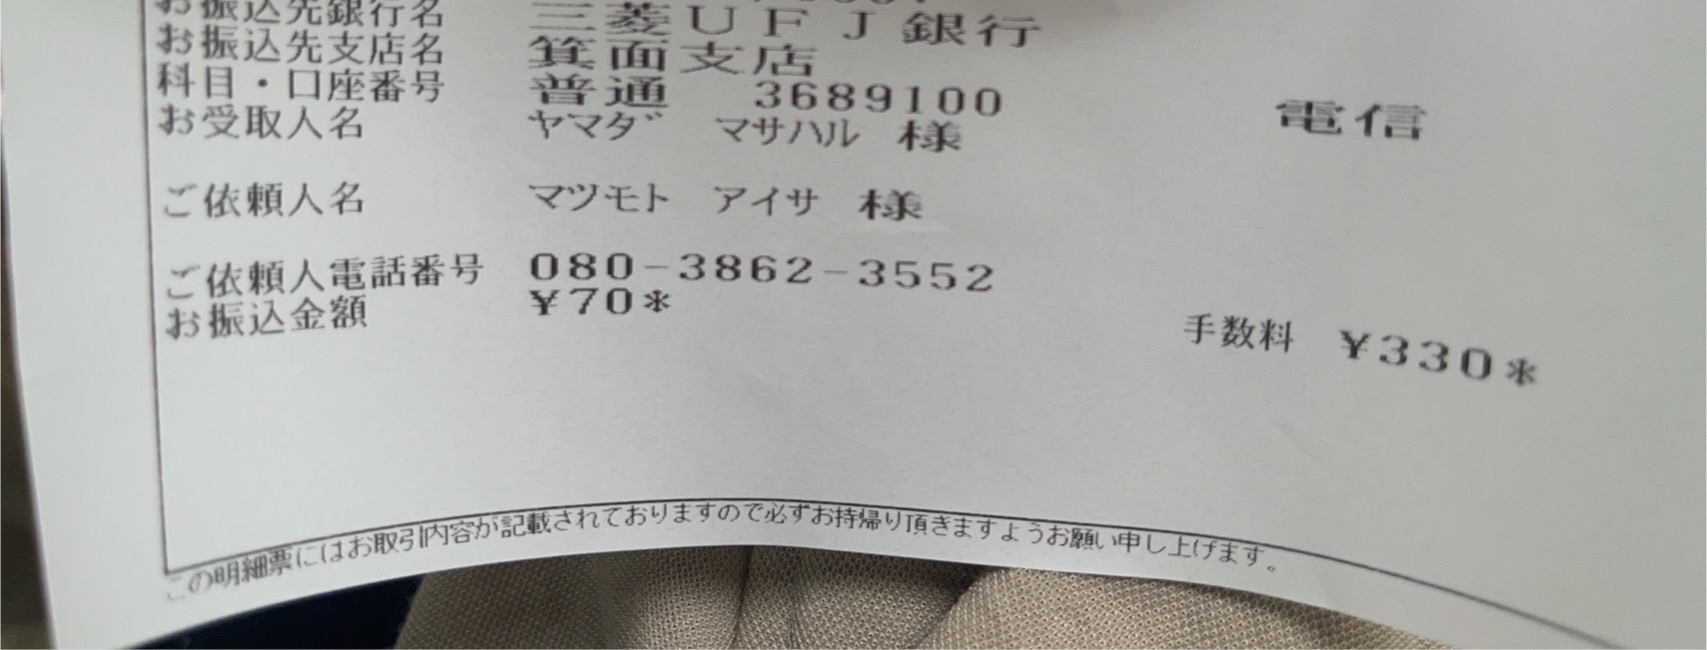 お振込先銀行名 三菱UFJ銀行
お振込先支店名 箕面支店
科目・口座番号 普通 3689100 電信
お受取人名 ヤマダ マサハル 様
ご依頼人名 マツモト アイサ 様
ご依頼人電話番号 080-3862-3552
お振込金額 ¥70* 手数料 ¥330*
この明細票にはお取引内容が記載されておりますので必ずお持帰り頂きますようお願い申し上げます。